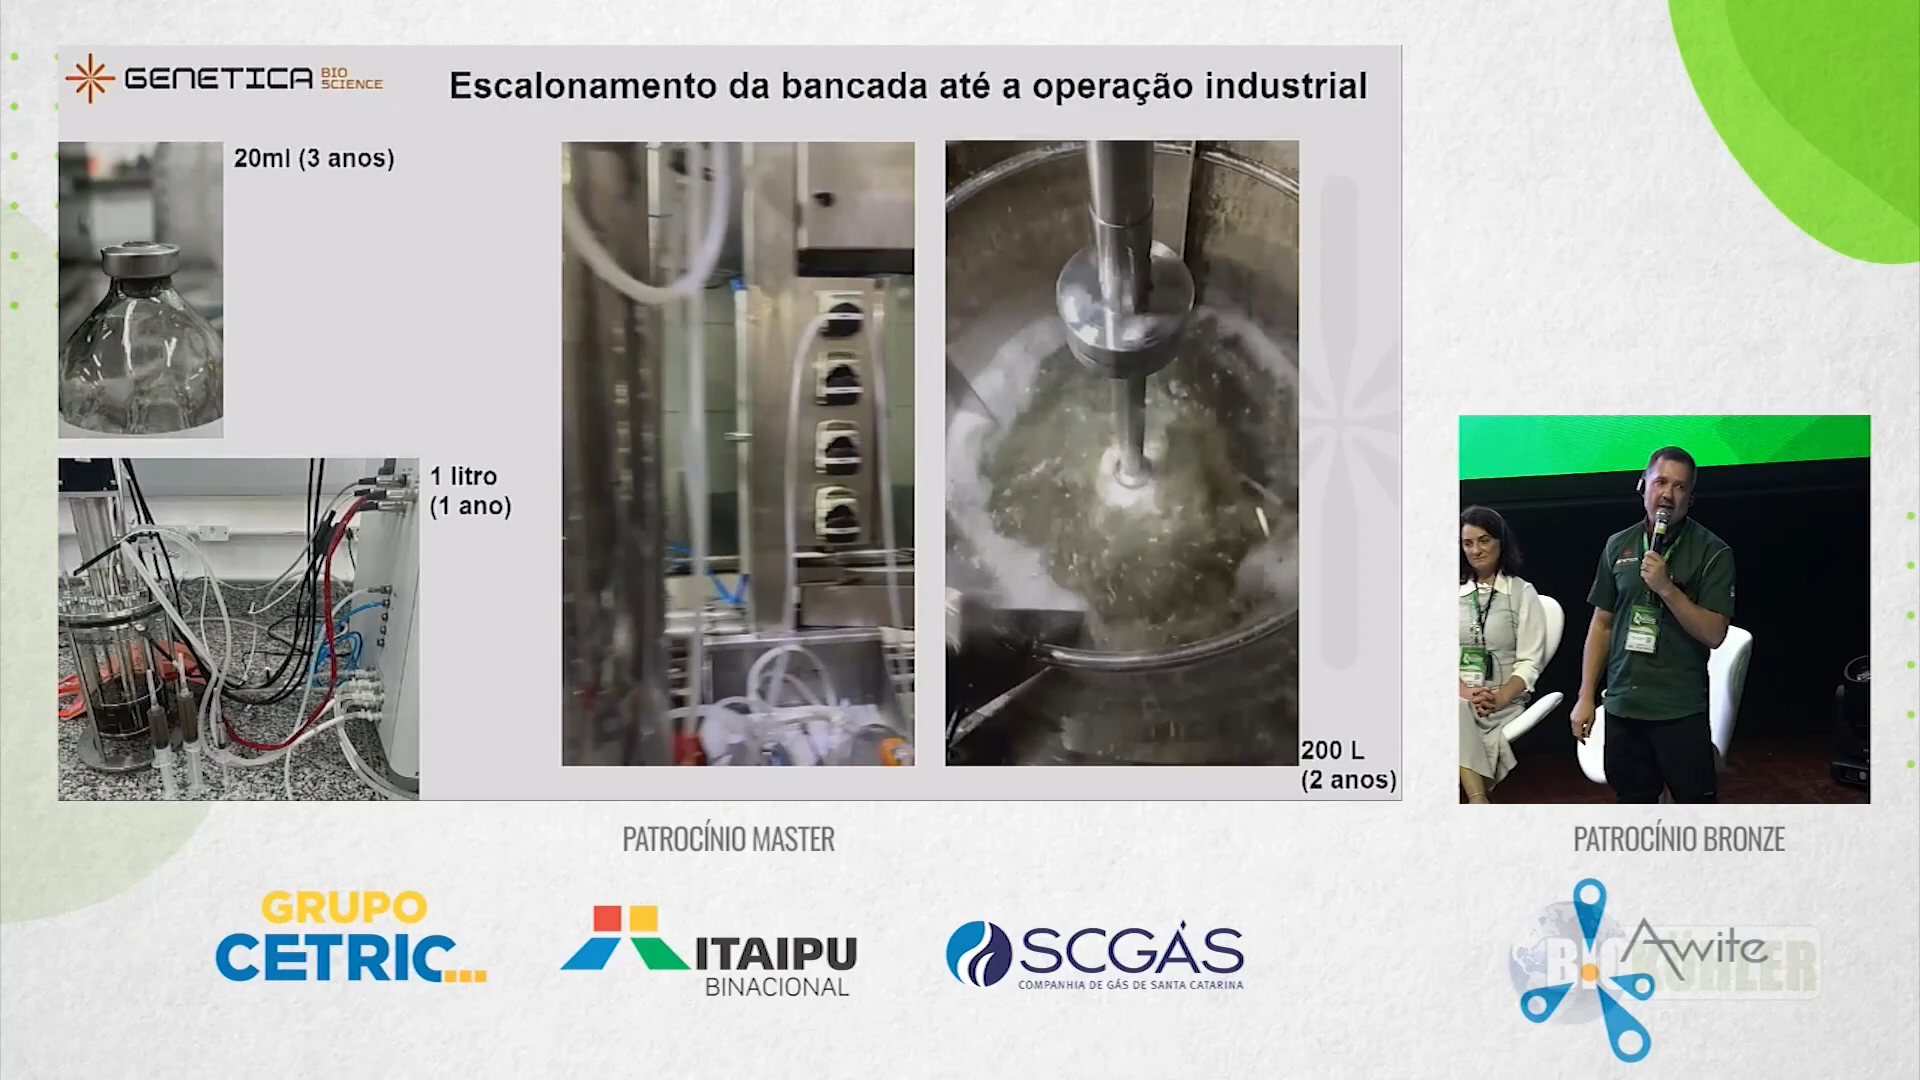 GENETICA BIO
SCIENCE
Escalonamento da bancada até a operação industrial
20ml (3 anos)
1 litro
(1 ano)
200 L
(2 anos)
PATROCÍNIO MASTER
PATROCÍNIO BRONZE
GRUPO
CETRIC...
ITAIPU
BINACIONAL
SCGÁS
COMPANHIA DE GÁS DE SANTA CATARINA
Awite